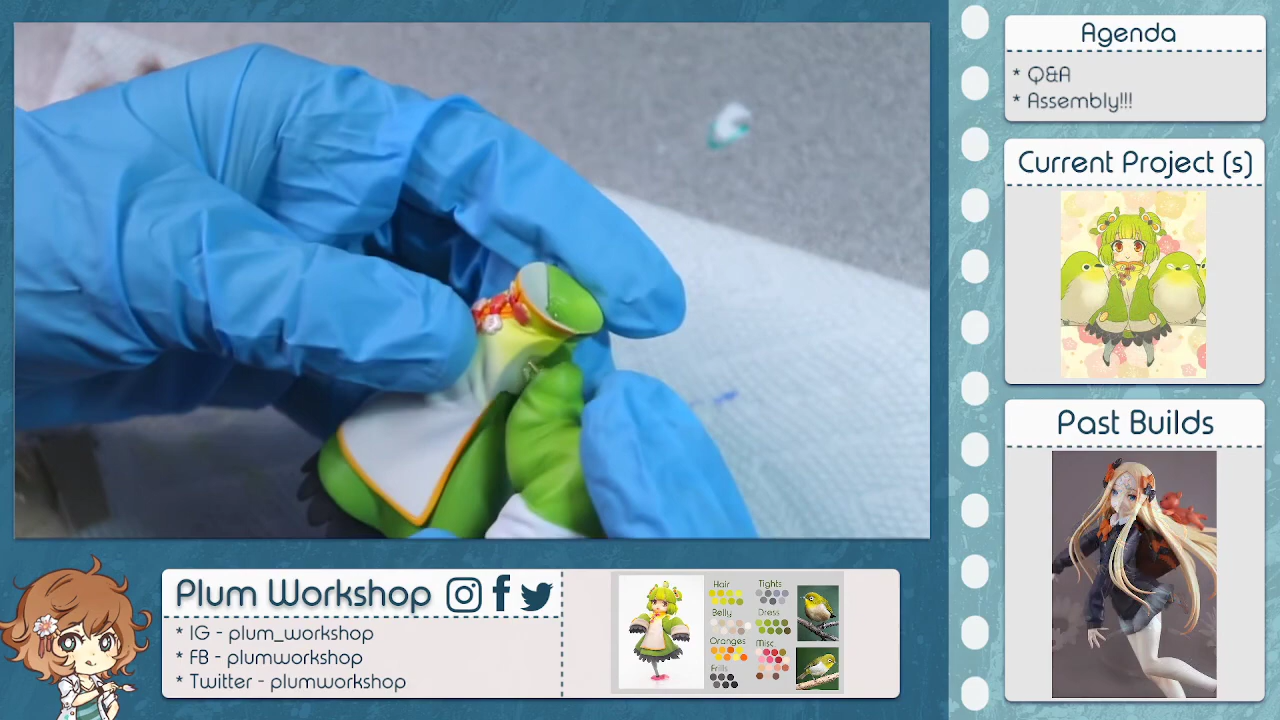 Agenda
* Q&A
* Assembly!!!
Current Project (s)
Past Builds
Plum Workshop
* IG - plum_workshop
* FB - plumworkshop
* Twitter - plumworkshop
Hair
Tights
Belly
Dress
Oranges
Misc.
Frills